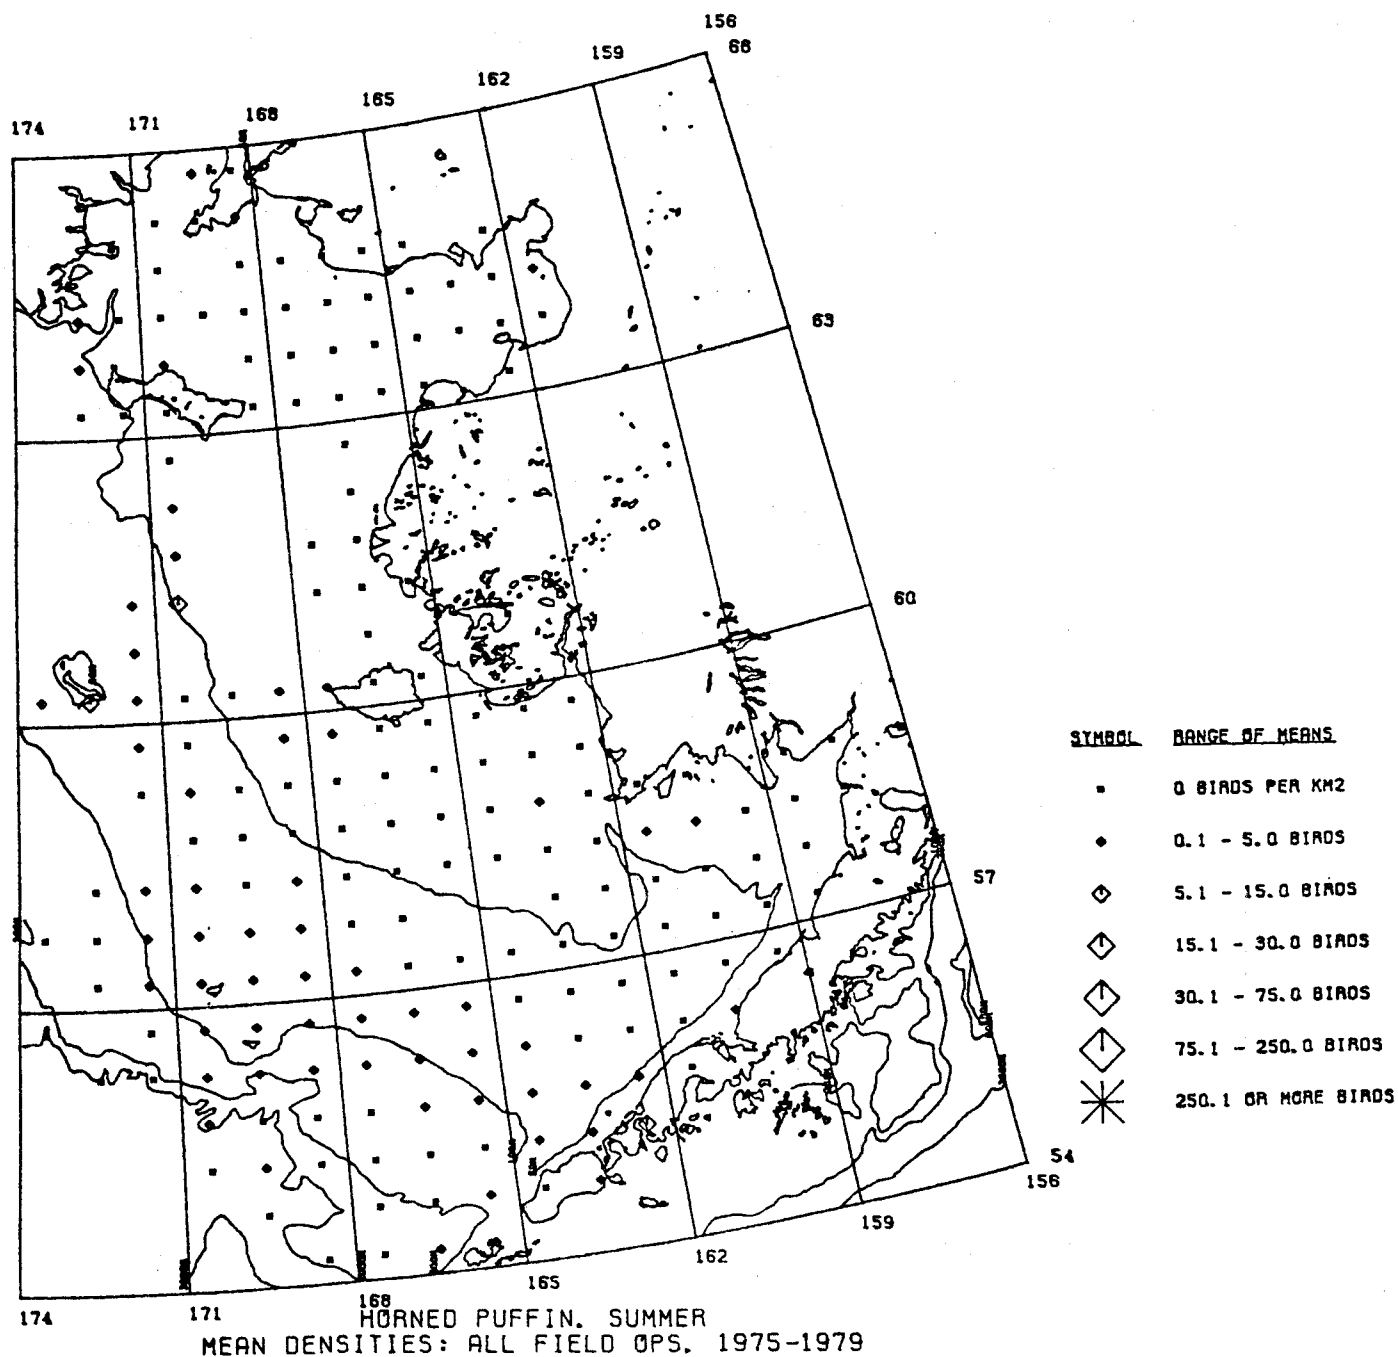 156
66
159
162
165
168
171
174
63
60
57
54
156
159
162
165
168
171
174
SYMBOL RANGE OF MEANS
0 BIRDS PER KM2
0.1 - 5.0 BIRDS
5.1 - 15.0 BIRDS
15.1 - 30.0 BIRDS
30.1 - 75.0 BIRDS
75.1 - 250.0 BIRDS
250.1 OR MORE BIRDS
HORNED PUFFIN. SUMMER
MEAN DENSITIES: ALL FIELD OPS. 1975-1979